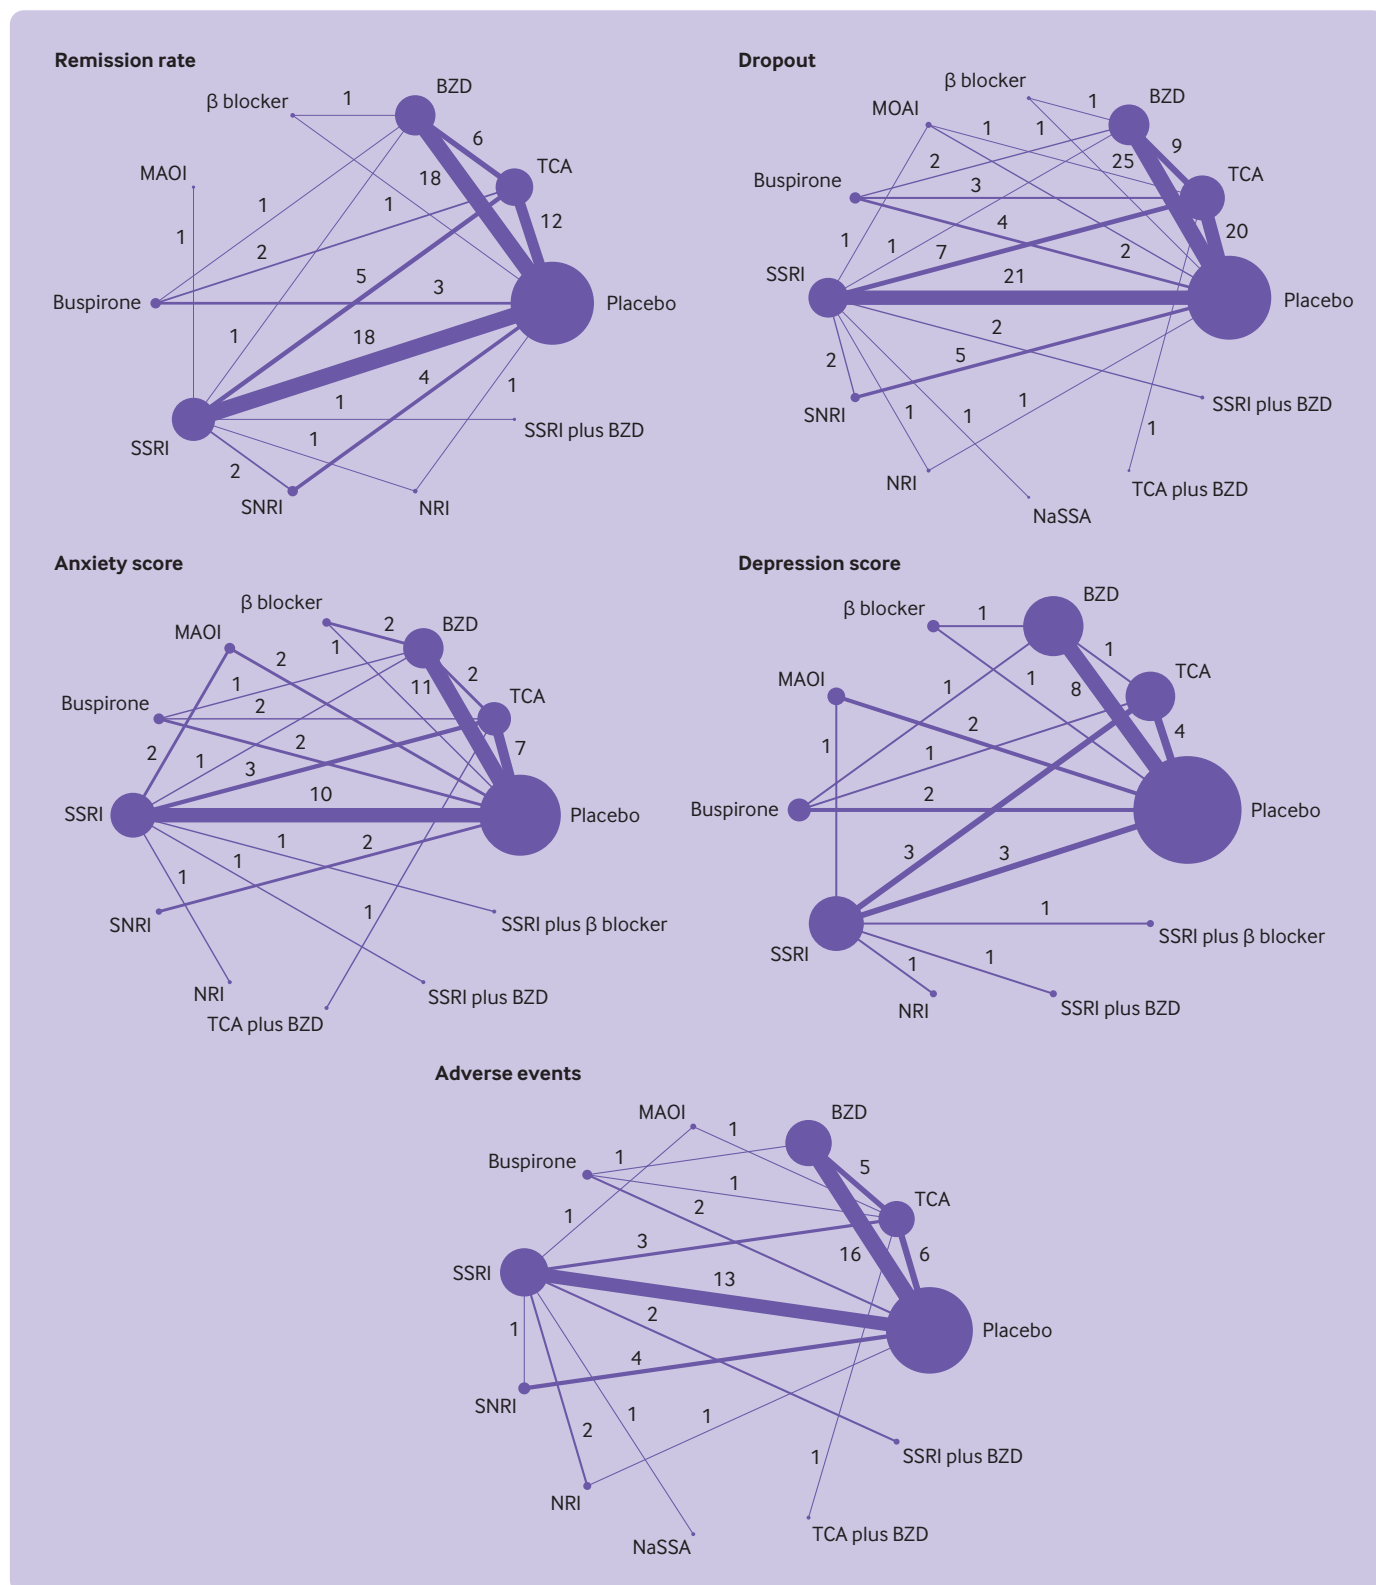 Remission rate
BZD
β blocker
1
6
TCA
MAOI
18
1
1
12
1
2
5
3
Buspirone
Placebo
1
18
4
1
1
SSRI
1
SSRI plus BZD
2
SNRI
NRI
Dropout
β blocker
BZD
MOAI
1
1
1
9
2
25
TCA
Buspirone
3
4
20
1
1
7
2
SSRI
21
Placebo
2
2
5
SNRI
1
1
1
SSRI plus BZD
1
NRI
TCA plus BZD
NaSSA
Anxiety score
β blocker
2
BZD
MAOI
1
2
2
1
11
TCA
Buspirone
2
2
7
2
1
3
10
SSRI
Placebo
1
2
1
1
1
SNRI
SSRI plus β blocker
NRI
SSRI plus BZD
TCA plus BZD
Depression score
BZD
β blocker
1
1
TCA
MAOI
1
1
8
2
4
1
1
2
Buspirone
Placebo
3
3
1
SSRI plus β blocker
SSRI
1
1
NRI
SSRI plus BZD
Adverse events
MAOI
BZD
1
Buspirone
1
5
1
TCA
2
1
3
16
6
SSRI
13
2
1
Placebo
4
SNRI
1
1
2
1
SSRI plus BZD
NRI
TCA plus BZD
NaSSA